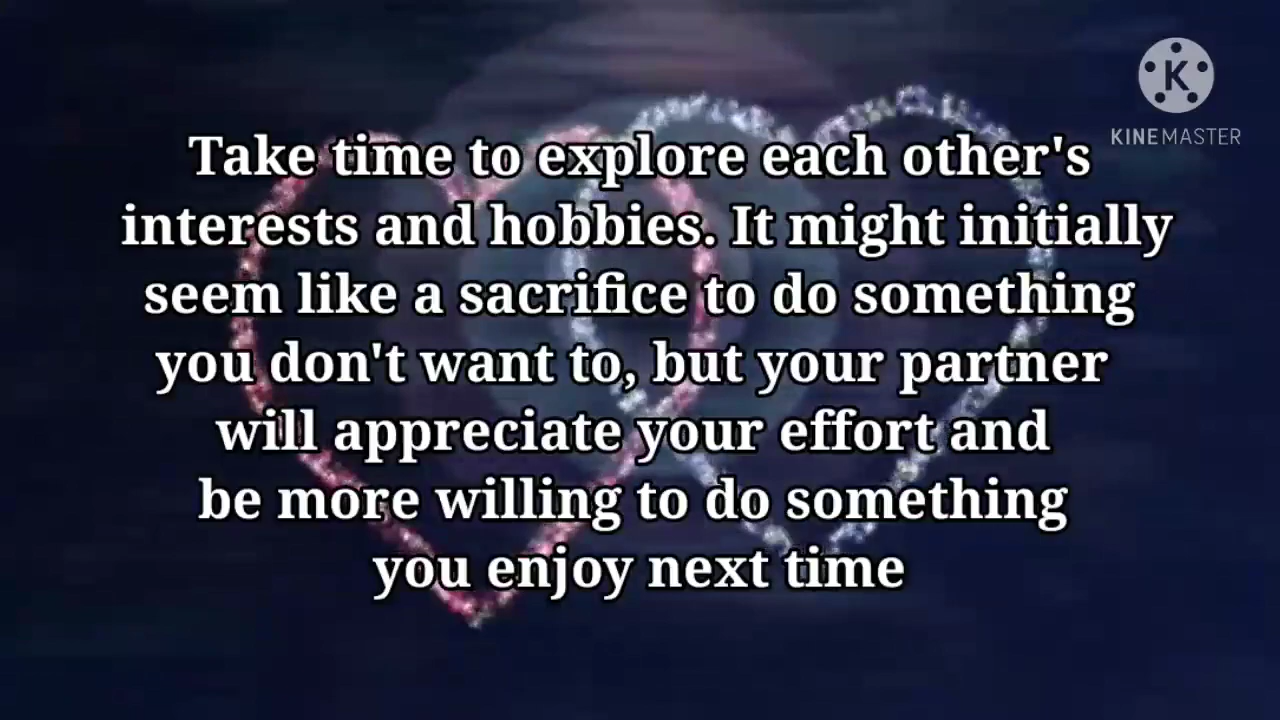 K
KINEMASTER
Take time to explore each other's
interests and hobbies. It might initially
seem like a sacrifice to do something
you don't want to, but your partner
will appreciate your effort and
be more willing to do something
you enjoy next time